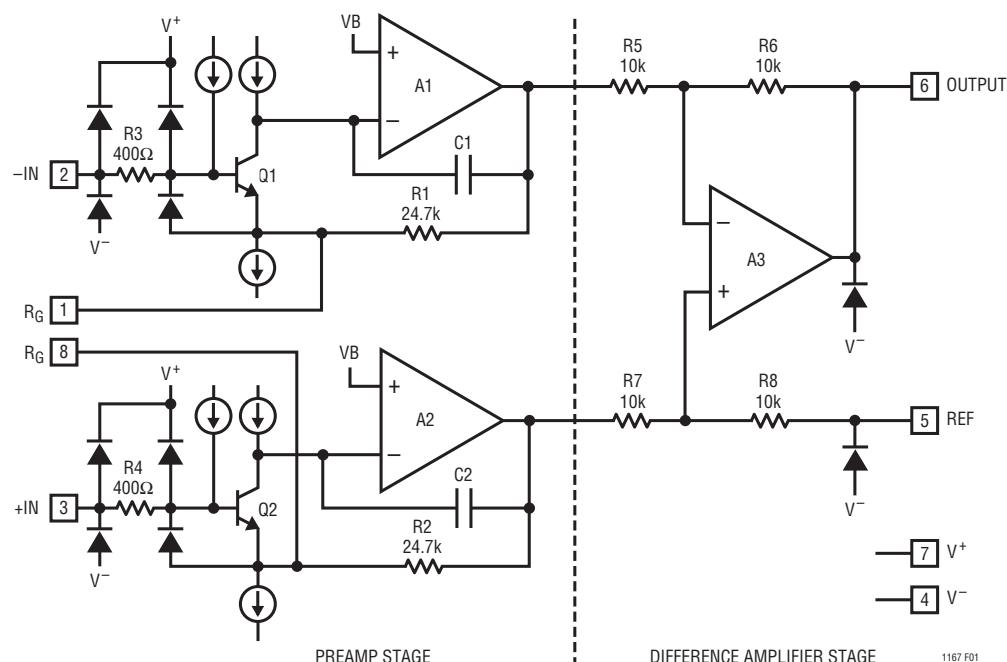 V+
VB
+
−
A1
R5
10k
R6
10k
6
OUTPUT
R3
400Ω
C1
−IN
2
Q1
R1
24.7k
V−
−
A3
+
RG
1
RG
8
V−
V+
VB
+
−
A2
R7
10k
R8
10k
5
REF
R4
400Ω
C2
+IN
3
Q2
R2
24.7k
V−
V−
7
V+
4
V−
PREAMP STAGE
DIFFERENCE AMPLIFIER STAGE
1167 F01